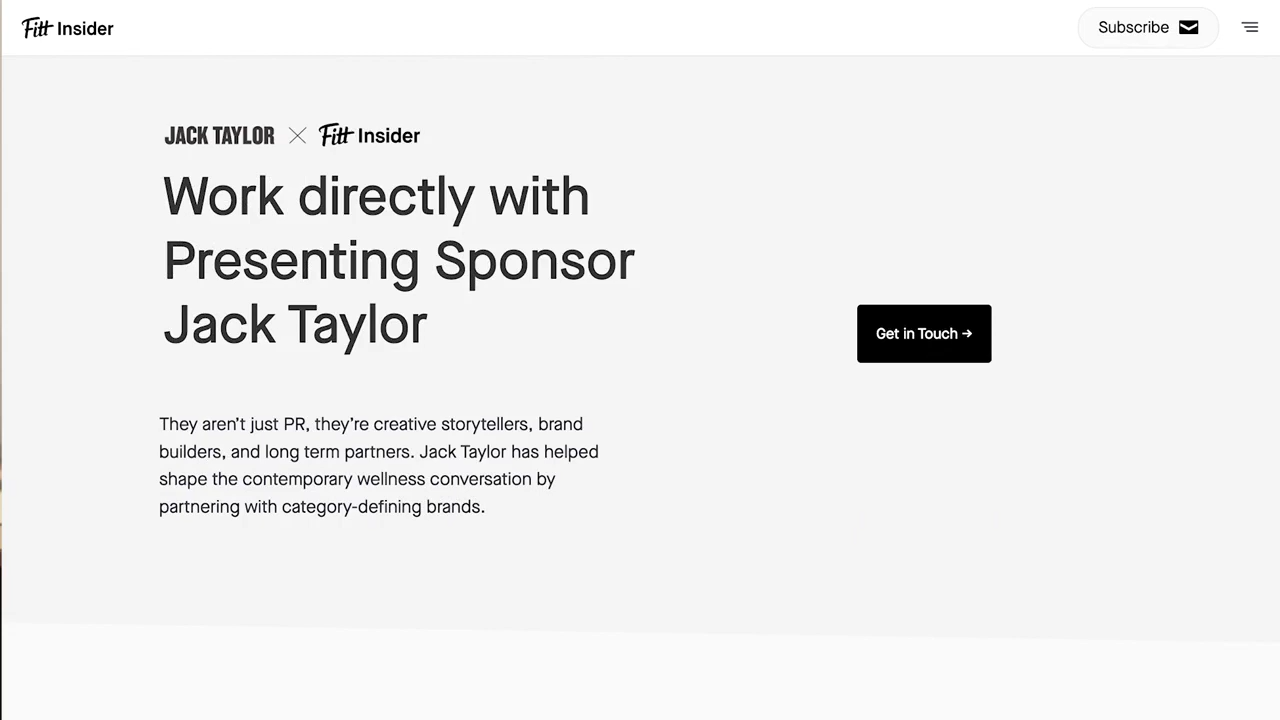 Fitt Insider
Subscribe
JACK TAYLOR × Fitt Insider
Work directly with
Presenting Sponsor
Jack Taylor
Get in Touch →
They aren't just PR, they're creative storytellers, brand
builders, and long term partners. Jack Taylor has helped
shape the contemporary wellness conversation by
partnering with category-defining brands.